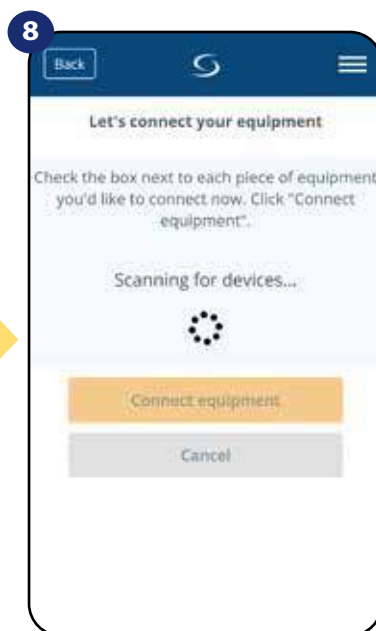 8
Back
Let's connect your equipment
Check the box next to each piece of equipment
you'd like to connect now. Click "Connect
equipment".
Scanning for devices...
Connect equipment
Cancel